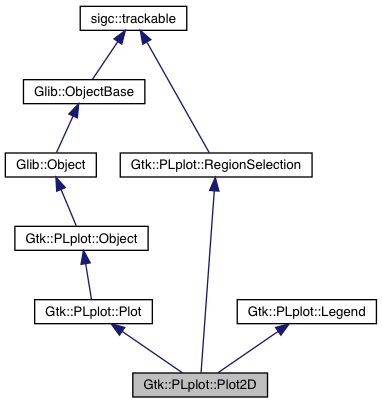 sigc::trackable
Glib::ObjectBase
Glib::Object
Gtk::PLplot::RegionSelection
Gtk::PLplot::Object
Gtk::PLplot::Plot
Gtk::PLplot::Legend
Gtk::PLplot::Plot2D